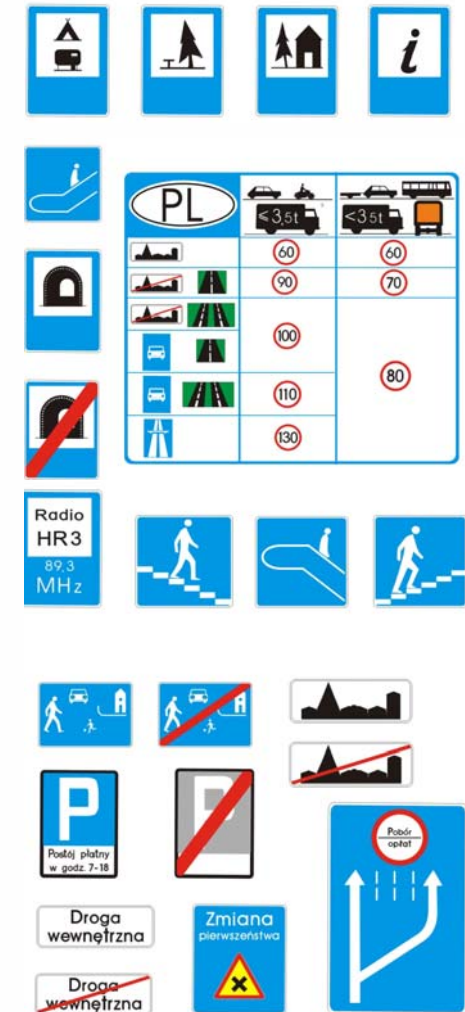 i
PL
≤3,5t
<3,5t
60
60
90
70
100
80
110
130
Radio
HR3
89,3
MHz
P
Postój płatny
w godz. 7-18
P
Pobór
opłat
Droga
wewnętrzna
Zmiana
pierwszeństwa
Droga
wewnętrzna